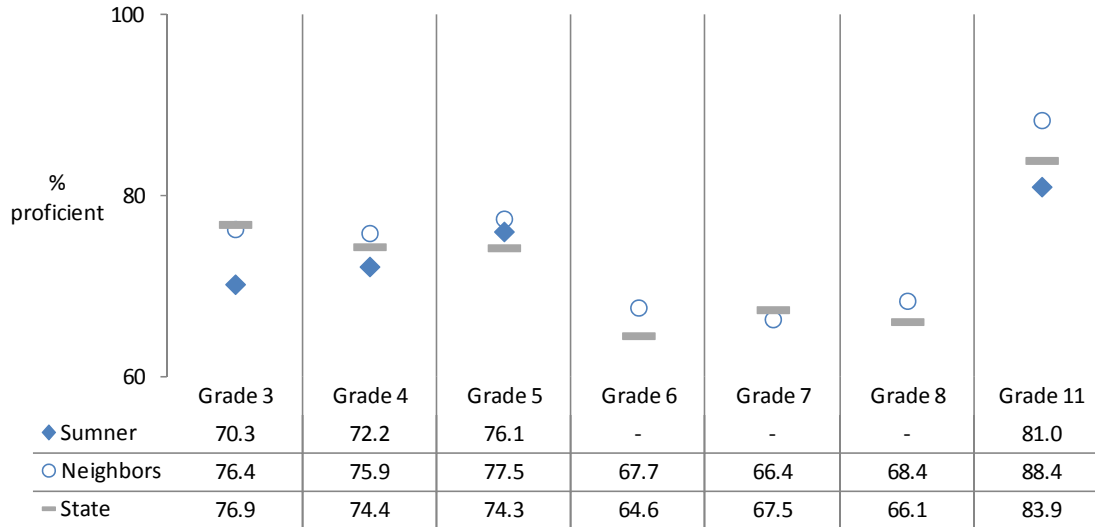 100
80
%
proficient
60
Grade 3 Grade 4 Grade 5 Grade 6 Grade 7 Grade 8 Grade 11
Sumner 70.3 72.2 76.1 - - - 81.0
Neighbors 76.4 75.9 77.5 67.7 66.4 68.4 88.4
State 76.9 74.4 74.3 64.6 67.5 66.1 83.9